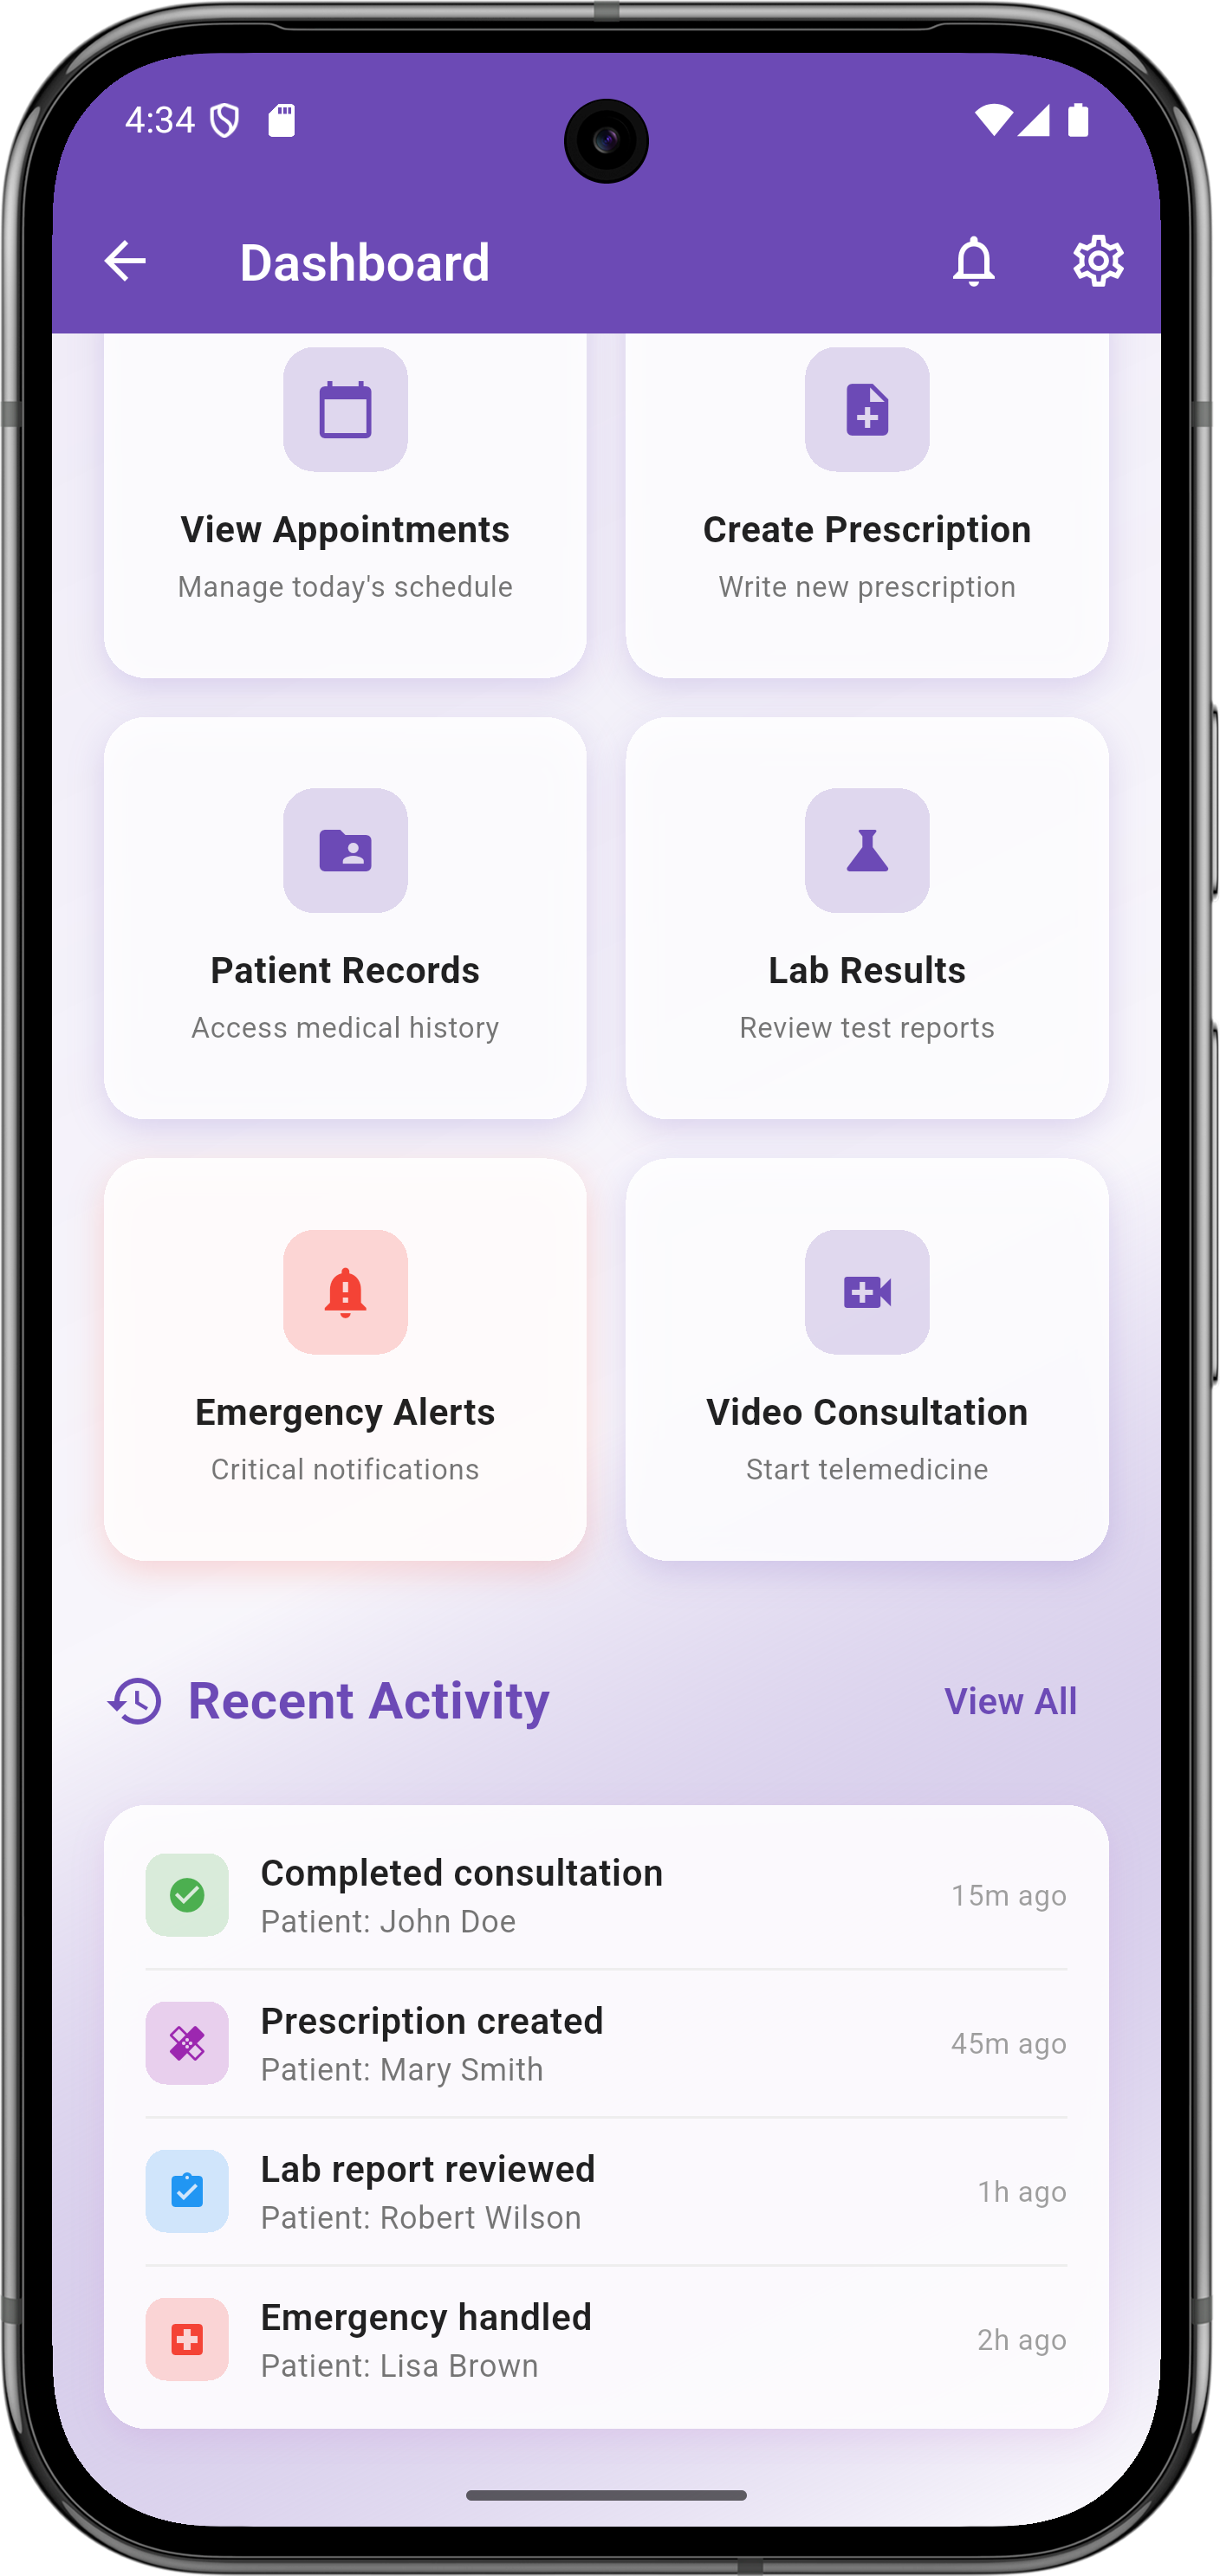 4:34
Dashboard
View Appointments
Manage today's schedule
Create Prescription
Write new prescription
Patient Records
Access medical history
Lab Results
Review test reports
Emergency Alerts
Critical notifications
Video Consultation
Start telemedicine
Recent Activity
View All
Completed consultation
Patient: John Doe
15m ago
Prescription created
Patient: Mary Smith
45m ago
Lab report reviewed
Patient: Robert Wilson
1h ago
Emergency handled
Patient: Lisa Brown
2h ago